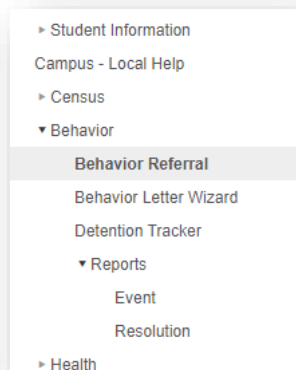 Student Information
Campus - Local Help
Census
Behavior
Behavior Referral
Behavior Letter Wizard
Detention Tracker
Reports
Event
Resolution
Health